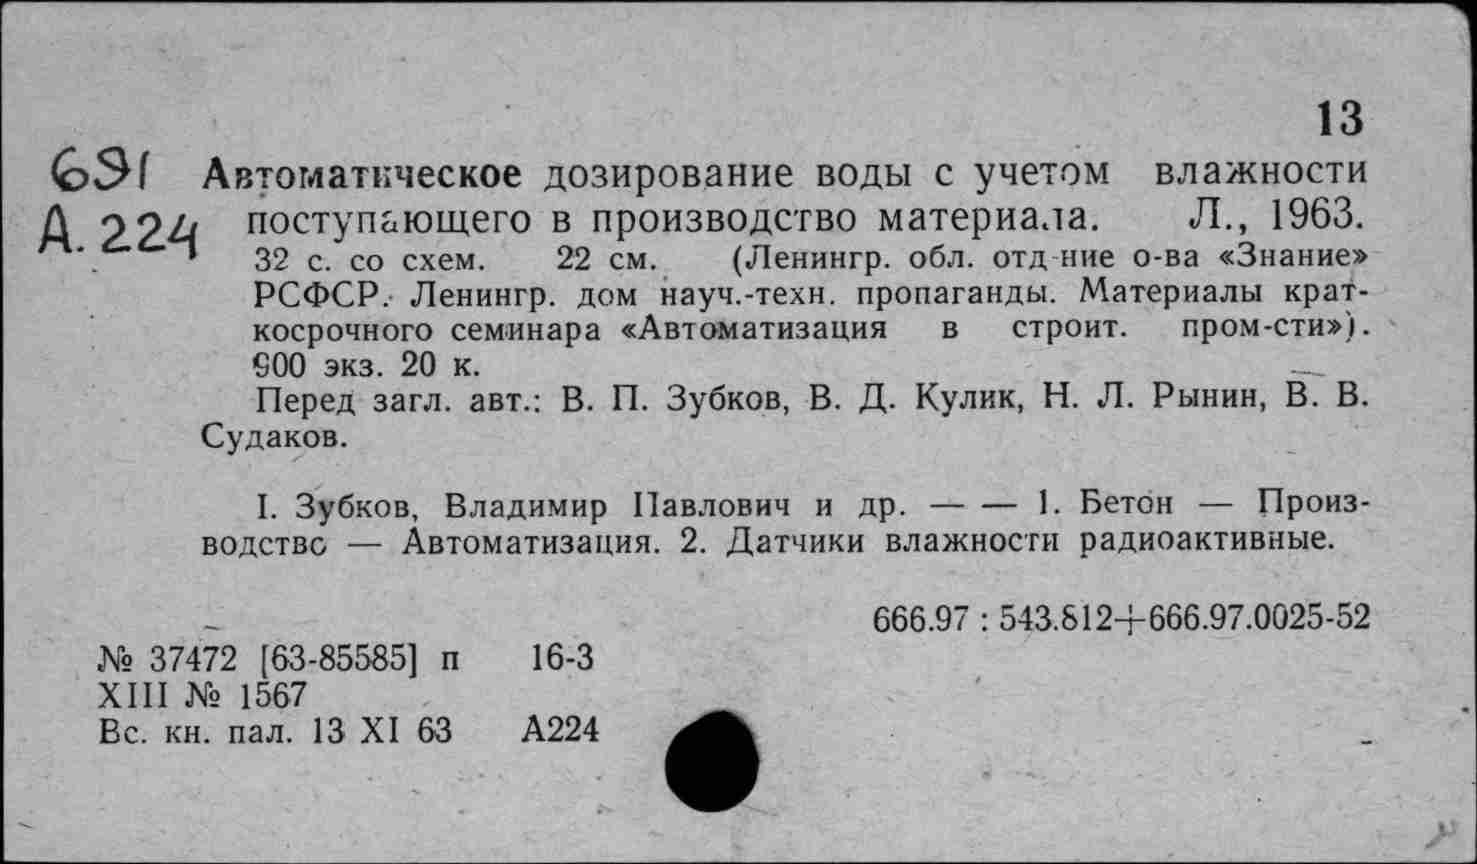 13
691 Автоматическое дозирование воды с учетом влажности
А.224 поступающего в производство материала. Л., 1963.
32 с. со схем. 22 см. (Ленингр. обл. отд-ние о-ва «Знание»
РСФСР. Ленингр. дом науч.-техн. пропаганды. Материалы крат-
косрочного семинара «Автоматизация в строит. пром-сти»).
900 экз. 20 к.
Перед загл. авт.: В. П. Зубков, В. Д. Кулик, Н. Л. Рынин, В. В.
Судаков.
I. Зубков, Владимир Павлович и др. — — 1. Бетон — Произ-
водство — Автоматизация. 2. Датчики влажности радиоактивные.
666.97 : 543.812+666.97.0025-52
№ 37472 [63-85585] п 16-3
XIII № 1567
Вс. кн. пал. 13 XI 63 А224